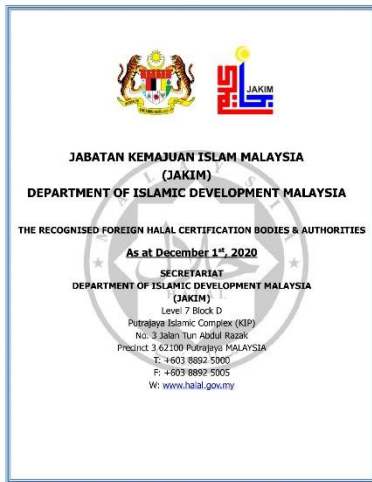 JAKIM
JABATAN KEMAJUAN ISLAM MALAYSIA
(JAKIM)
DEPARTMENT OF ISLAMIC DEVELOPMENT MALAYSIA
THE RECOGNISED FOREIGN HALAL CERTIFICATION BODIES & AUTHORITIES
As at December 1st, 2020
SECRETARIAT
DEPARTMENT OF ISLAMIC DEVELOPMENT MALAYSIA
(JAKIM)
Level 7 Block D
Putrajaya Islamic Complex (KIP)
No. 3 Jalan Tun Abdul Razak
Precinct 3 62100 Putrajaya MALAYSIA
T: +603 8892 5000
F: +603 8892 5005
W: www.halal.gov.my
MALAYSIA
حلال
HALAL